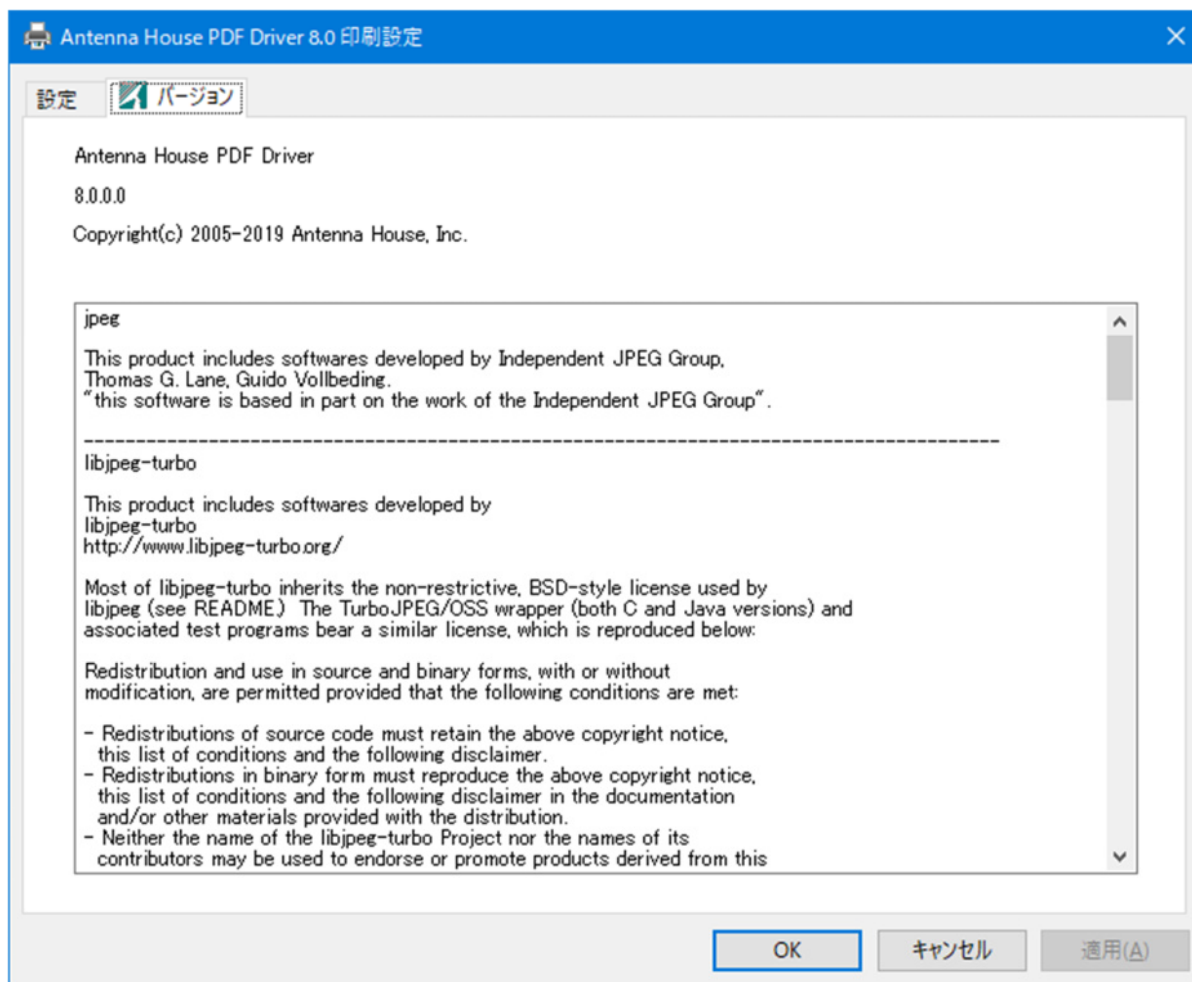 Antenna House PDF Driver 8.0 印刷設定
設定
バージョン
Antenna House PDF Driver
8.0.0.0
Copyright(c) 2005-2019 Antenna House, Inc.
jpeg
This product includes softwares developed by Independent JPEG Group,
Thomas G. Lane, Guido Vollbeding.
"this software is based in part on the work of the Independent JPEG Group".
----------------------------------------------------------------------------------------
libjpeg-turbo
This product includes softwares developed by
libjpeg-turbo
http://www.libjpeg-turbo.org/
Most of libjpeg-turbo inherits the non-restrictive, BSD-style license used by
libjpeg (see README.)  The TurboJPEG/OSS wrapper (both C and Java versions) and
associated test programs bear a similar license, which is reproduced below:
Redistribution and use in source and binary forms, with or without
modification, are permitted provided that the following conditions are met:
- Redistributions of source code must retain the above copyright notice,
this list of conditions and the following disclaimer.
- Redistributions in binary form must reproduce the above copyright notice,
this list of conditions and the following disclaimer in the documentation
and/or other materials provided with the distribution.
- Neither the name of the libjpeg-turbo Project nor the names of its
contributors may be used to endorse or promote products derived from this
OK
キャンセル
適用(A)